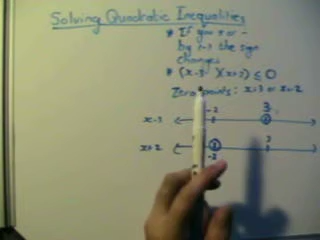 Solving Quadratic Inequalities
* If you × or ÷
by (-) the sign
changes
* (x-3)(x+2) ≤ 0
Zero points: x=3 or x=-2
-2 3
x-3
x+2
-2 3